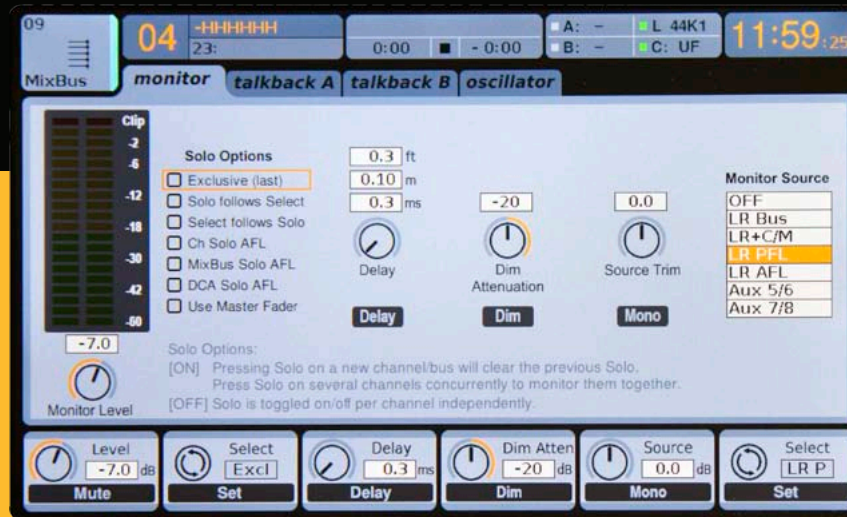 09
MixBus
04
-HHHHHH
23:
0:00 - 0:00
A: - L 44K1
B: - C: UF
11:59:25
monitor talkback A talkback B oscillator
Clip
-2
-6
-12
-18
-30
-42
-60
-7.0
Monitor Level
Solo Options
Exclusive (last)
Solo follows Select
Select follows Solo
Ch Solo AFL
MixBus Solo AFL
DCA Solo AFL
Use Master Fader
0.3 ft
0.10 m
0.3 ms
Delay
Delay
-20
Dim
Attenuation
Dim
0.0
Source Trim
Mono
Monitor Source
OFF
LR Bus
LR+C/M
LR PFL
LR AFL
Aux 5/6
Aux 7/8
Solo Options:
[ON] Pressing Solo on a new channel/bus will clear the previous Solo.
Press Solo on several channels concurrently to monitor them together.
[OFF] Solo is toggled on/off per channel independently.
Level
-7.0 dB
Mute
Select
Excl
Set
Delay
0.3 ms
Delay
Dim Atten
-20 dB
Dim
Source
0.0 dB
Mono
Select
LR P
Set